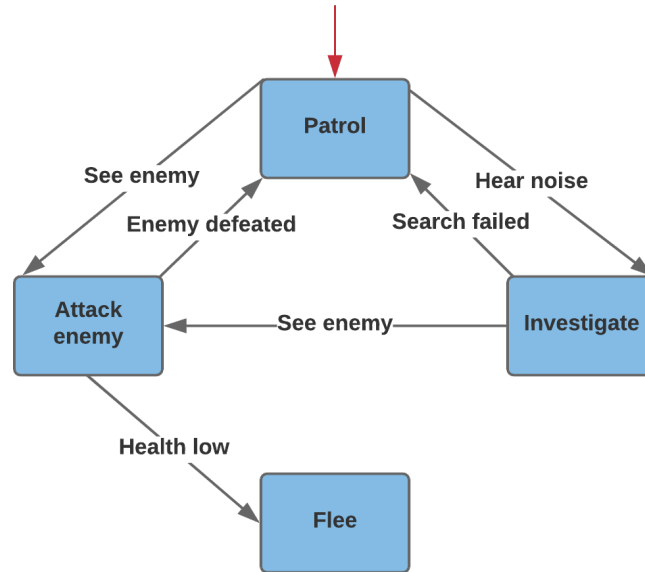 Patrol
See enemy
Hear noise
Enemy defeated
Search failed
Attack
enemy
See enemy
Investigate
Health low
Flee